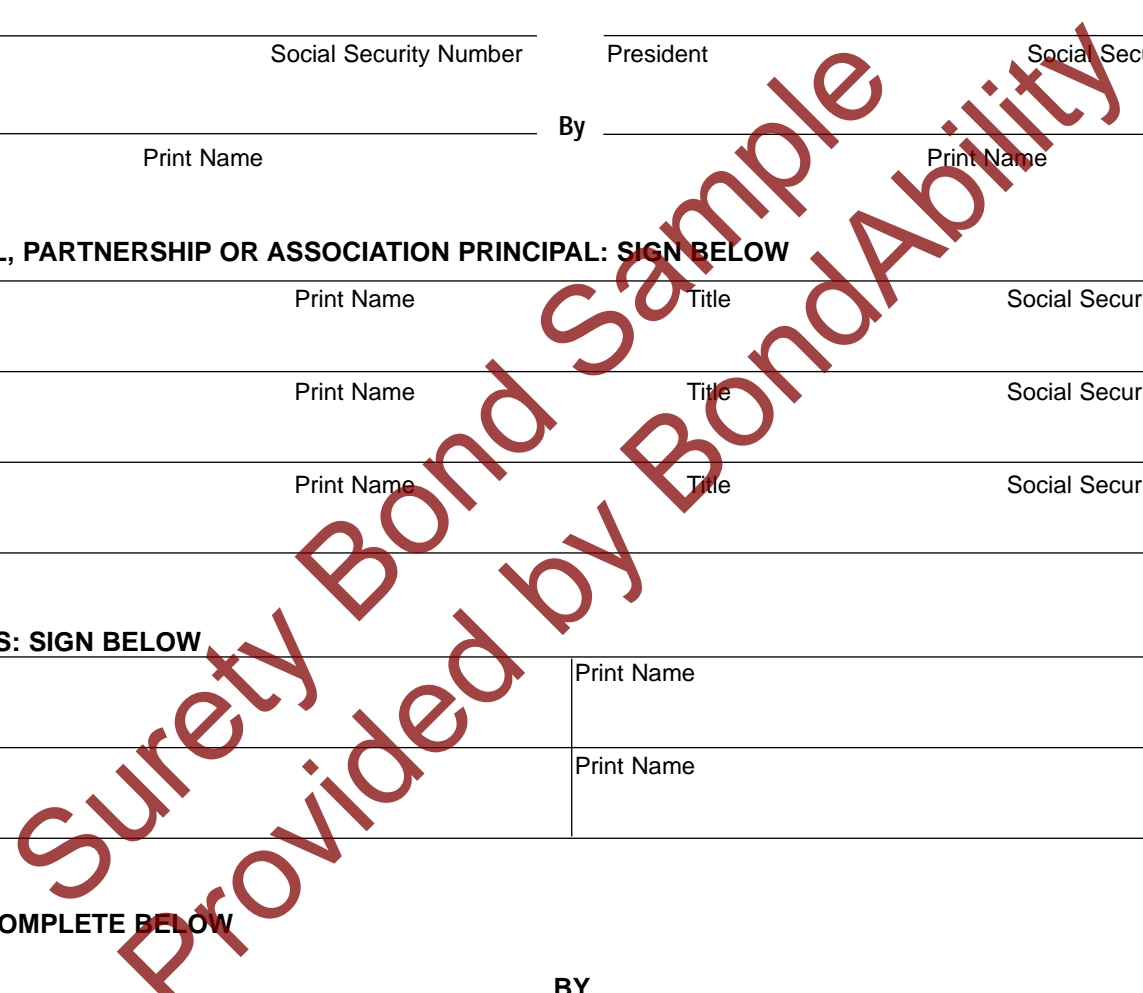 Social Security Number President Social Secu
By
Print Name Print Name
L, PARTNERSHIP OR ASSOCIATION PRINCIPAL: SIGN BELOW
Print Name Title Social Secur
Print Name Title Social Secur
Print Name Title Social Secur
S: SIGN BELOW
Print Name
Print Name
OMPLETE BELOW
BY
Surety Bond Sample
Provided by BondAbility